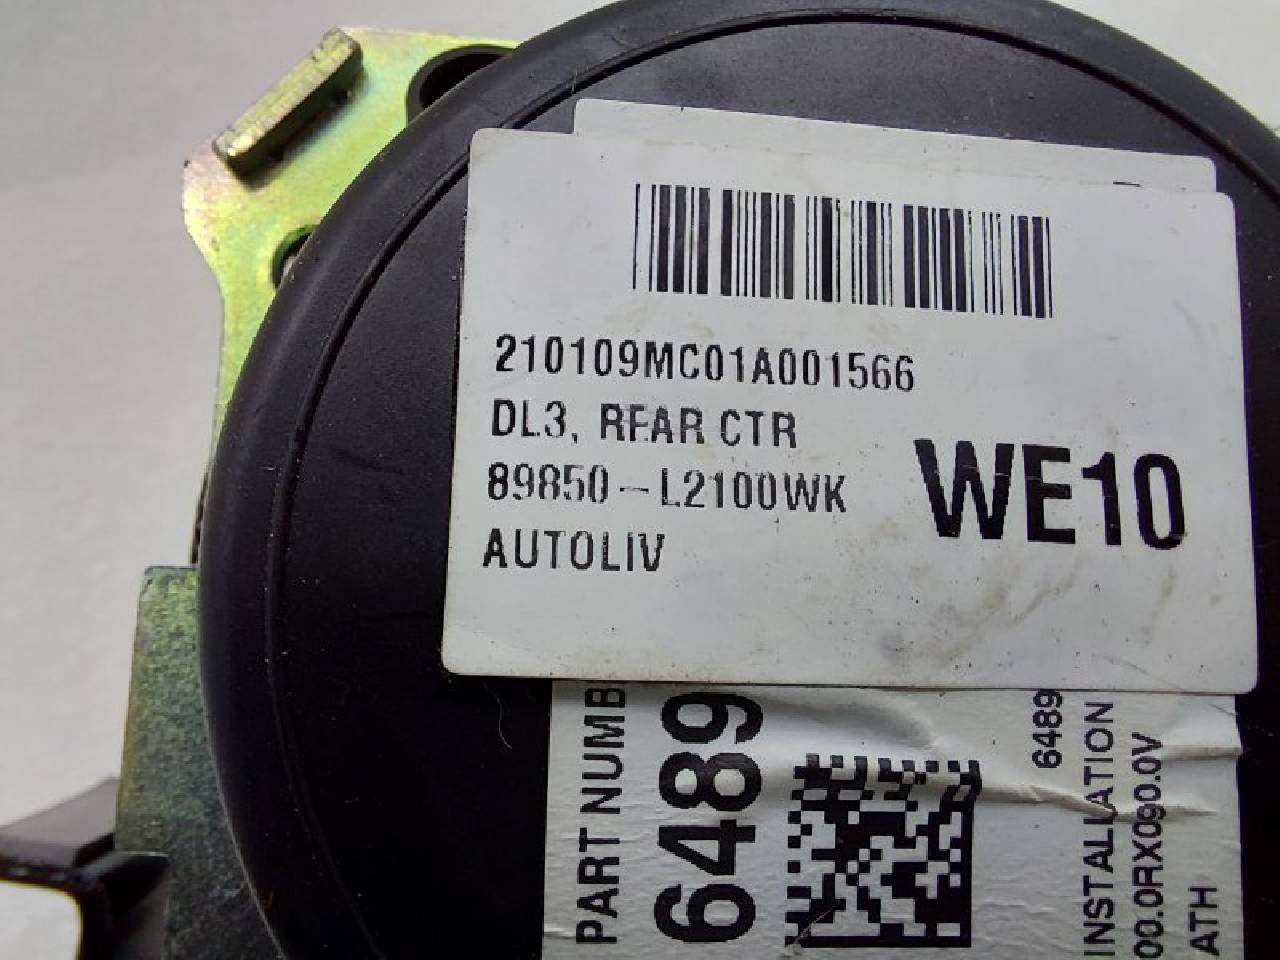 210109MC01A001566
DL3, REAR CTR
89850-L2100WK
AUTOLIV
WE10
PART NUMB
6489
6489
INSTALLATION
00.0RX090.0V
ATH